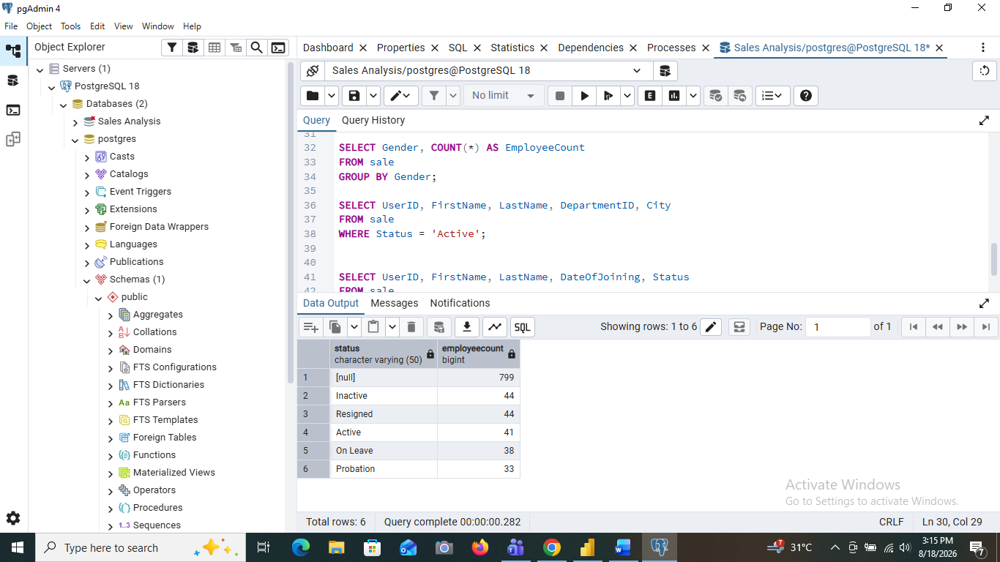 pgAdmin 4
File Object Tools Edit View Window Help
Object Explorer
Servers (1)
PostgreSQL 18
Databases (2)
Sales Analysis
postgres
Casts
Catalogs
Event Triggers
Extensions
Foreign Data Wrappers
Languages
Publications
Schemas (1)
public
Aggregates
Collations
Domains
FTS Configurations
FTS Dictionaries
Aa FTS Parsers
FTS Templates
Foreign Tables
Functions
Materialized Views
Operators
Procedures
1..3 Sequences
Dashboard Properties SQL Statistics Dependencies Processes Sales Analysis/postgres@PostgreSQL 18*
Sales Analysis/postgres@PostgreSQL 18
No limit
E
Query Query History
31
32 SELECT Gender, COUNT(*) AS EmployeeCount
33 FROM sale
34 GROUP BY Gender;
35
36 SELECT UserID, FirstName, LastName, DepartmentID, City
37 FROM sale
38 WHERE Status = 'Active';
39
40
41 SELECT UserID, FirstName, LastName, DateOfJoining, Status
42 FROM sale
Data Output Messages Notifications
SQL Showing rows: 1 to 6 Page No: 1 of 1
status employeecount
character varying (50) bigint
1 [null] 799
2 Inactive 44
3 Resigned 44
4 Active 41
5 On Leave 38
6 Probation 33
Activate Windows
Go to Settings to activate Windows.
Total rows: 6 Query complete 00:00:00.282 CRLF Ln 30, Col 29
Type here to search
7 31°C
3:15 PM
8/18/2026
7